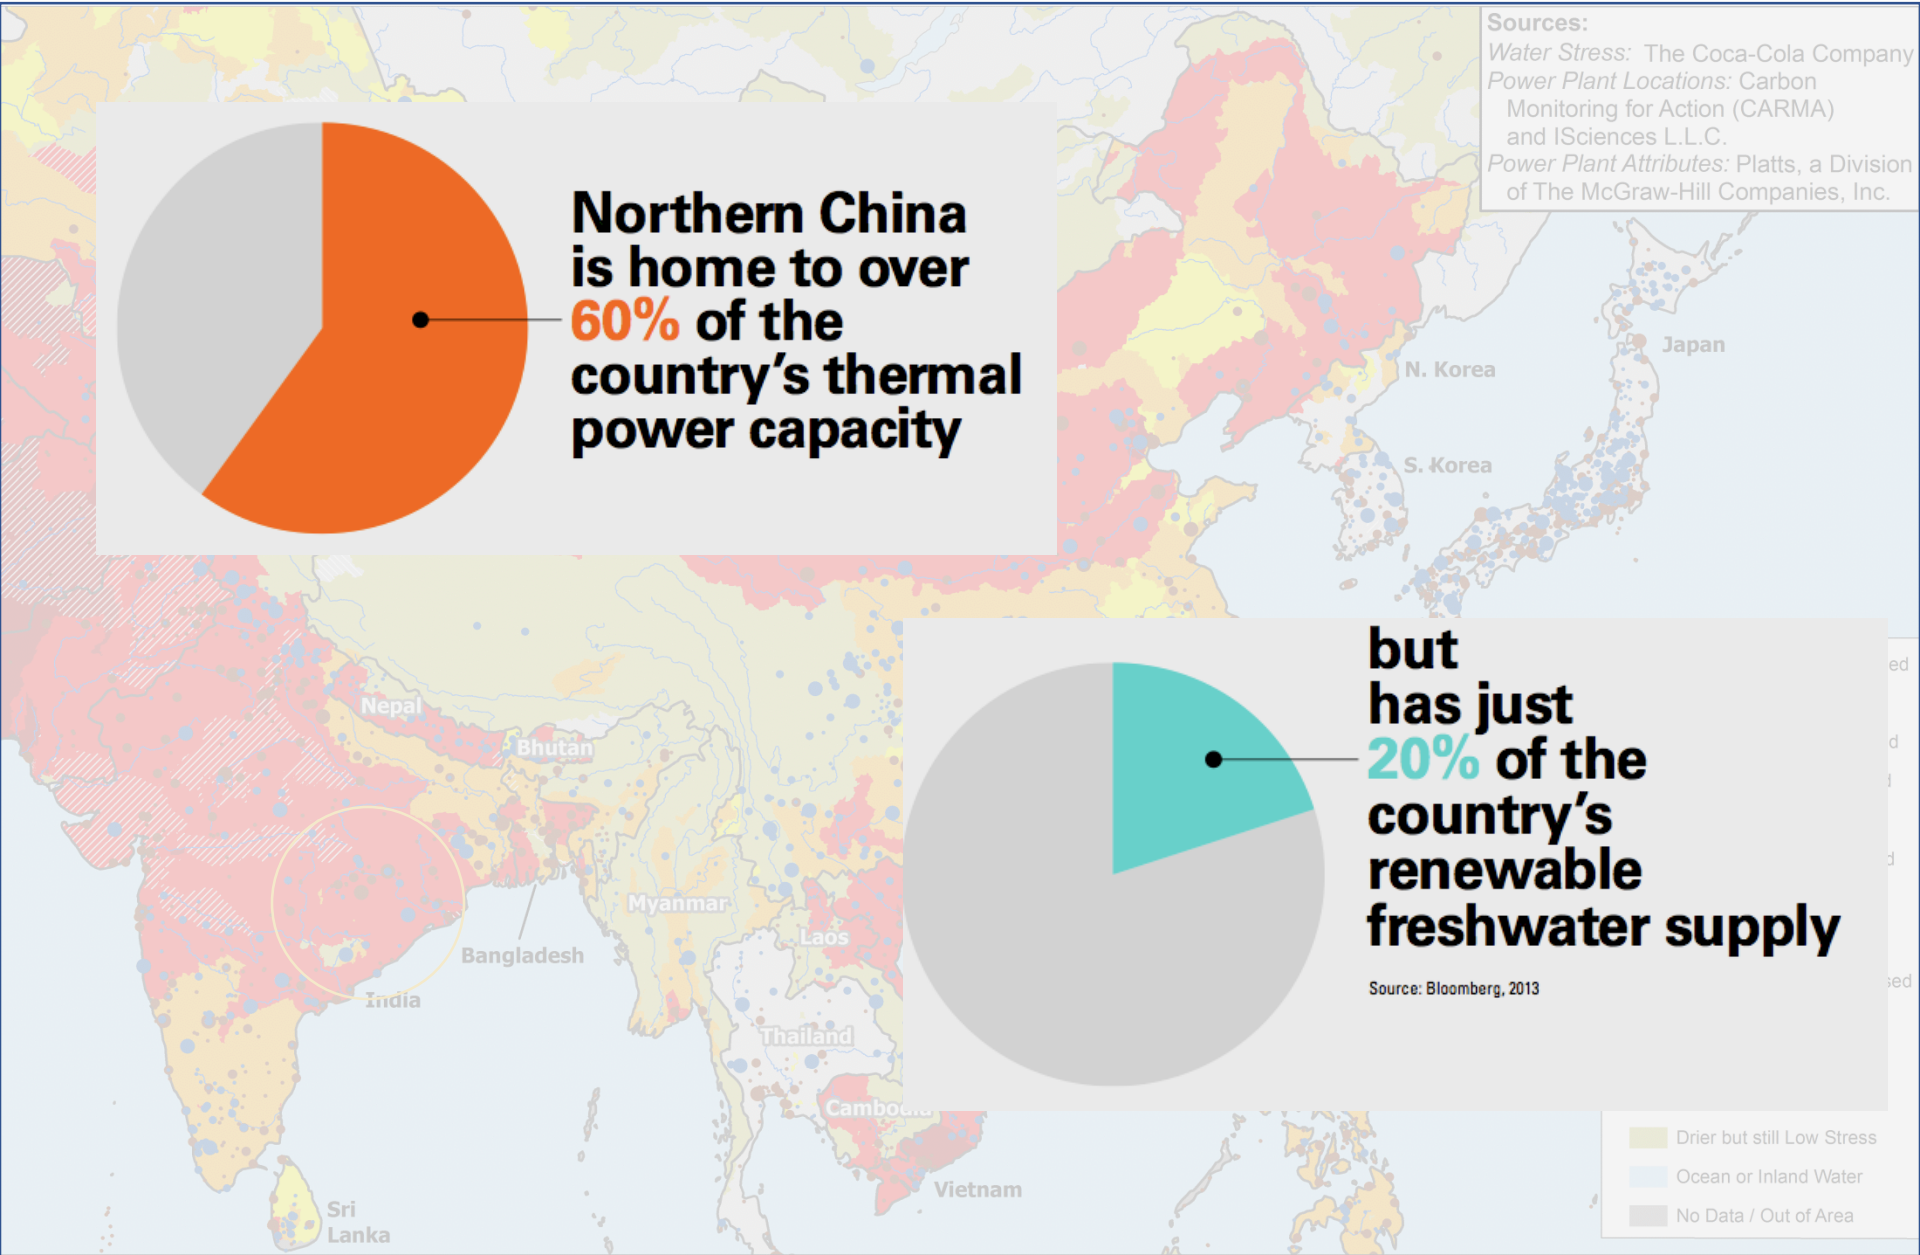 Sources:
Water Stress: The Coca-Cola Company
Power Plant Locations: Carbon
Monitoring for Action (CARMA)
and ISciences L.L.C.
Power Plant Attributes: Platts, a Division
of The McGraw-Hill Companies, Inc.
Northern China
is home to over
60% of the
country's thermal
power capacity
Japan
N. Korea
S. Korea
but
has just
20% of the
country's
renewable
freshwater supply
Source: Bloomberg, 2013
Nepal
Bhutan
Myanmar
Laos
Bangladesh
India
Thailand
Vietnam
Sri
Lanka
Drier but still Low Stress
Ocean or Inland Water
No Data / Out of Area